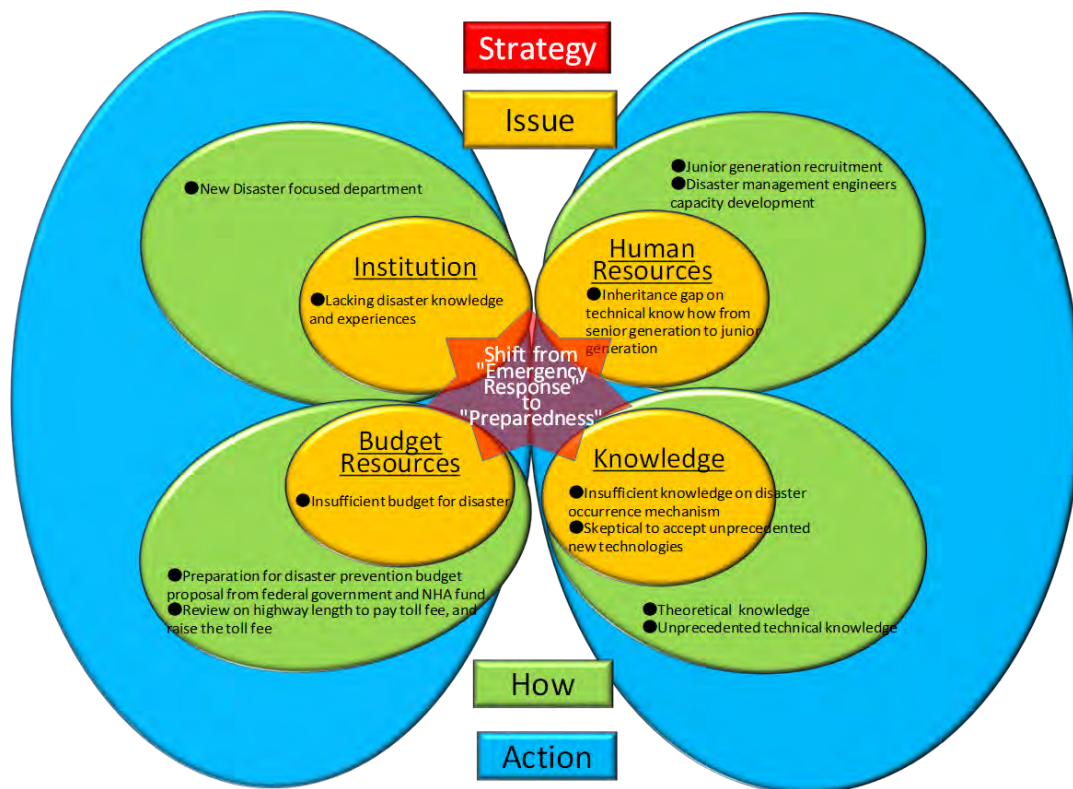 Strategy
Issue
●New Disaster focused department
Institution
●Lacking disaster knowledge
and experiences
●Junior generation recruitment
●Disaster management engineers
capacity development
Human
Resources
●Inheritance gap on
technical know how from
senior generation to junior
generation
Shift from
"Emergency
Response"
to
"Preparedness"
Budget
Resources
●Insufficient budget for disaster
●Preparation for disaster prevention budget
proposal from federal government and NHA fund
●Review on highway length to pay toll fee, and
raise the toll fee
Knowledge
●Insufficient knowledge on disaster
occurrence mechanism
●Skeptical to accept unprecedented
new technologies
●Theoretical knowledge
●Unprecedented technical knowledge
How
Action